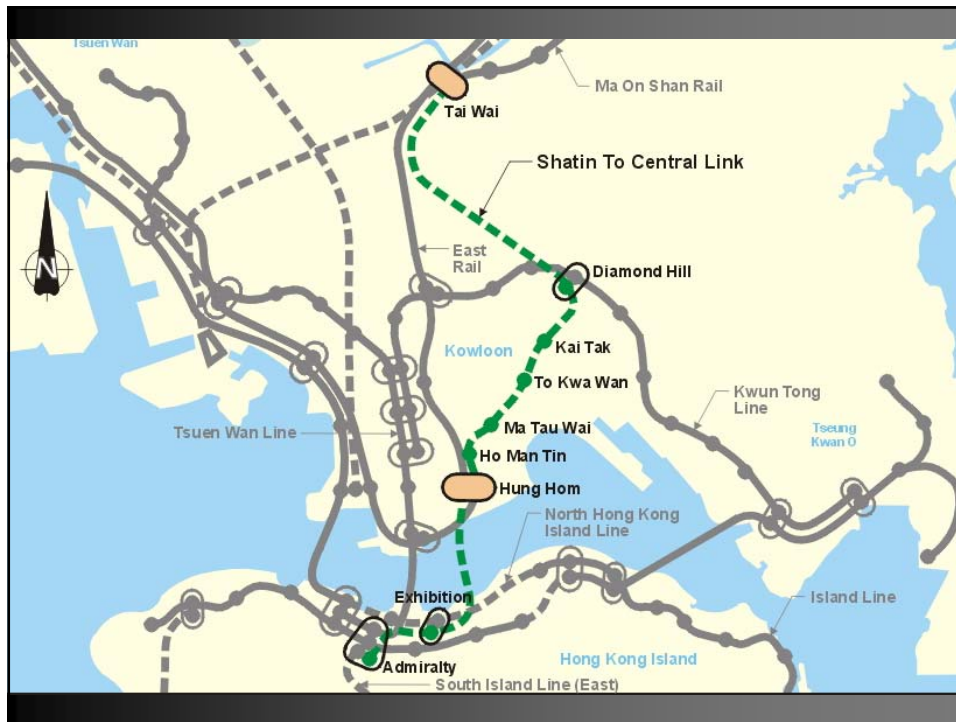 Tsuen Wan
Ma On Shan Rail
Tai Wai
Shatin To Central Link
N
East
Rail
Diamond Hill
Kowloon
Kai Tak
To Kwa Wan
Kwun Tong
Line
Tsuen Wan Line
Ma Tau Wai
Tseung
Kwan O
Ho Man Tin
Hung Hom
North Hong Kong
Island Line
Exhibition
Island Line
Admiralty
Hong Kong Island
South Island Line (East)